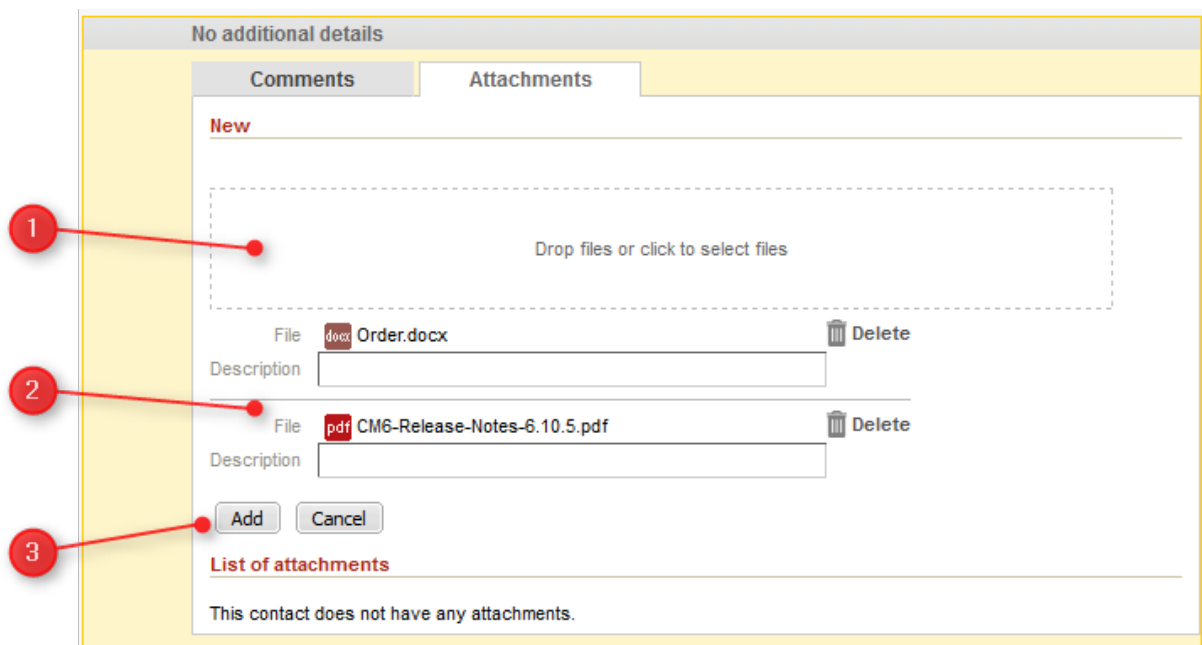 No additional details
Comments Attachments
New
1
Drop files or click to select files
File docx Order.docx Delete
Description
2
File pdf CM6-Release-Notes-6.10.5.pdf Delete
Description
Add Cancel
3
List of attachments
This contact does not have any attachments.